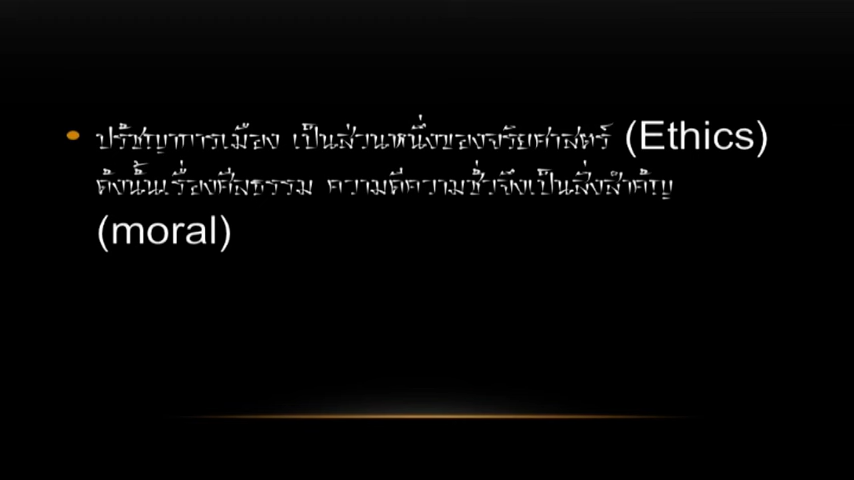 • ปรัชญาการเมือง เป็นส่วนหนึ่งของจริยศาสตร์ (Ethics)
ดังนั้นเรื่องศีลธรรม ความดีความชั่วจึงเป็นสิ่งสำคัญ
(moral)